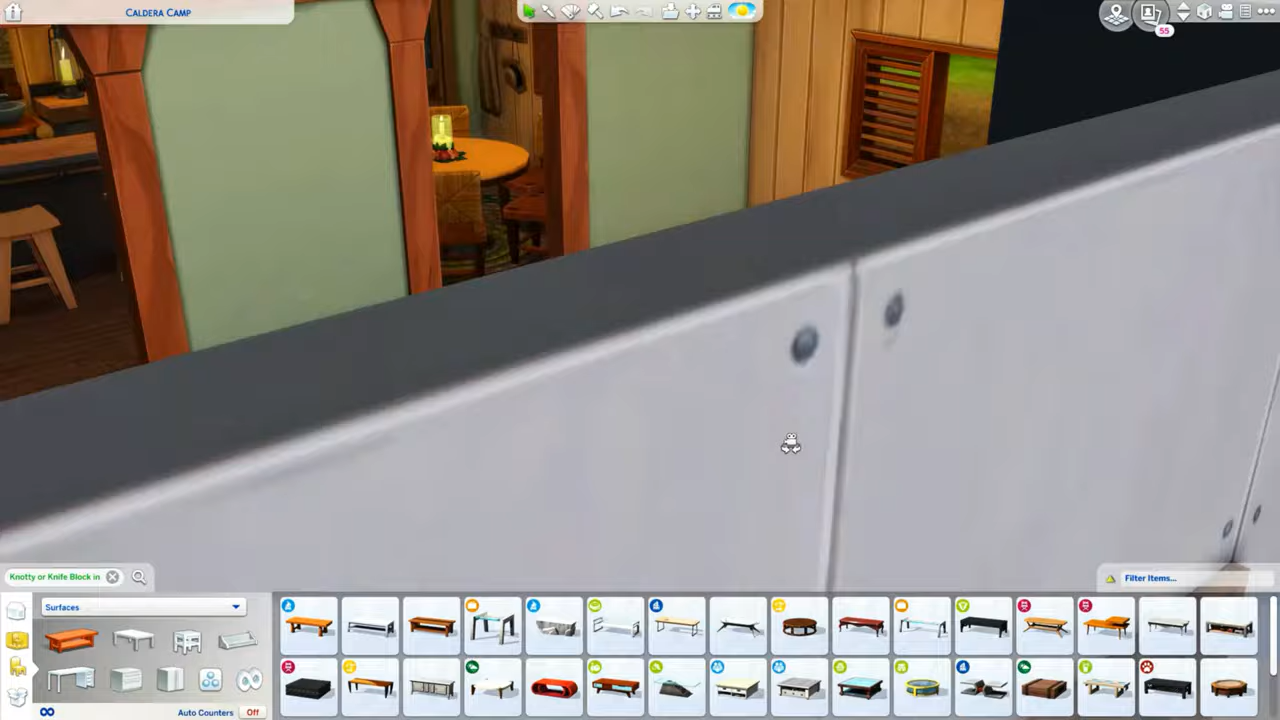 CALDERA CAMP
55
Knotty or Knife Block in
Filter Items...
Surfaces
Auto Counters
Off